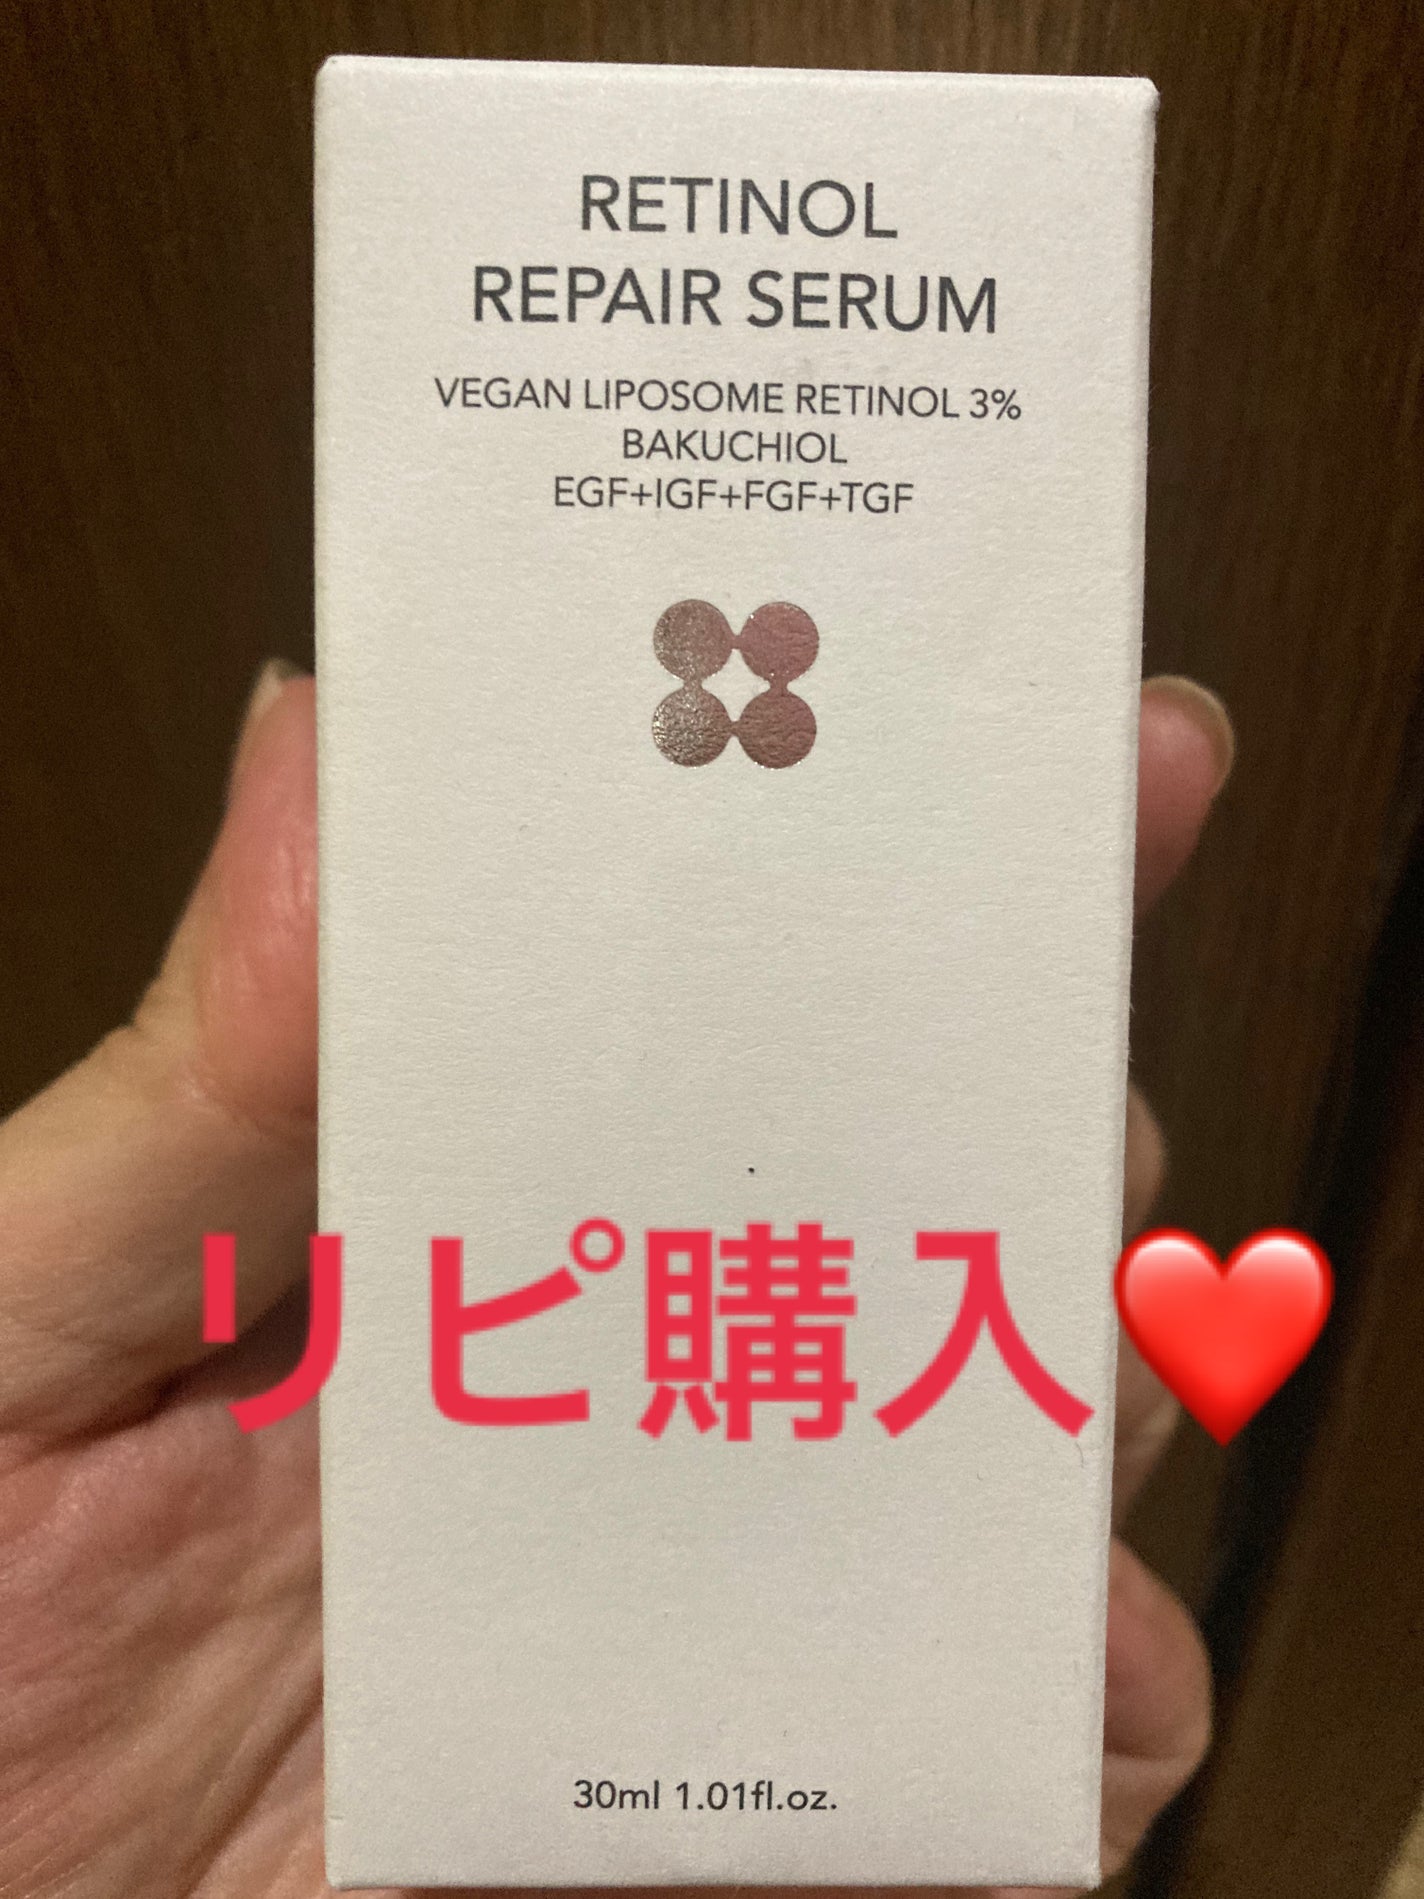 RETINOL
REPAIR SERUM
VEGAN LIPOSOME RETINOL 3%
BAKUCHIOL
EGF+IGF+FGF+TGF
リピ購入❤️
30ml 1.01fl.oz.